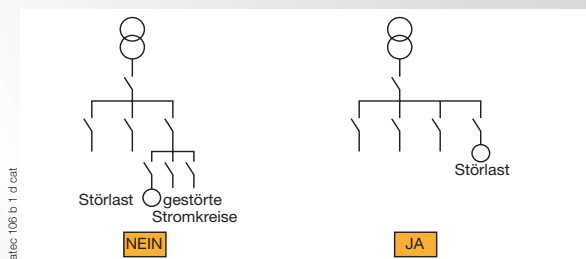 Störlast
gestörte
Stromkreise
NEIN
Störlast
JA
atec 106 b 1 d cat